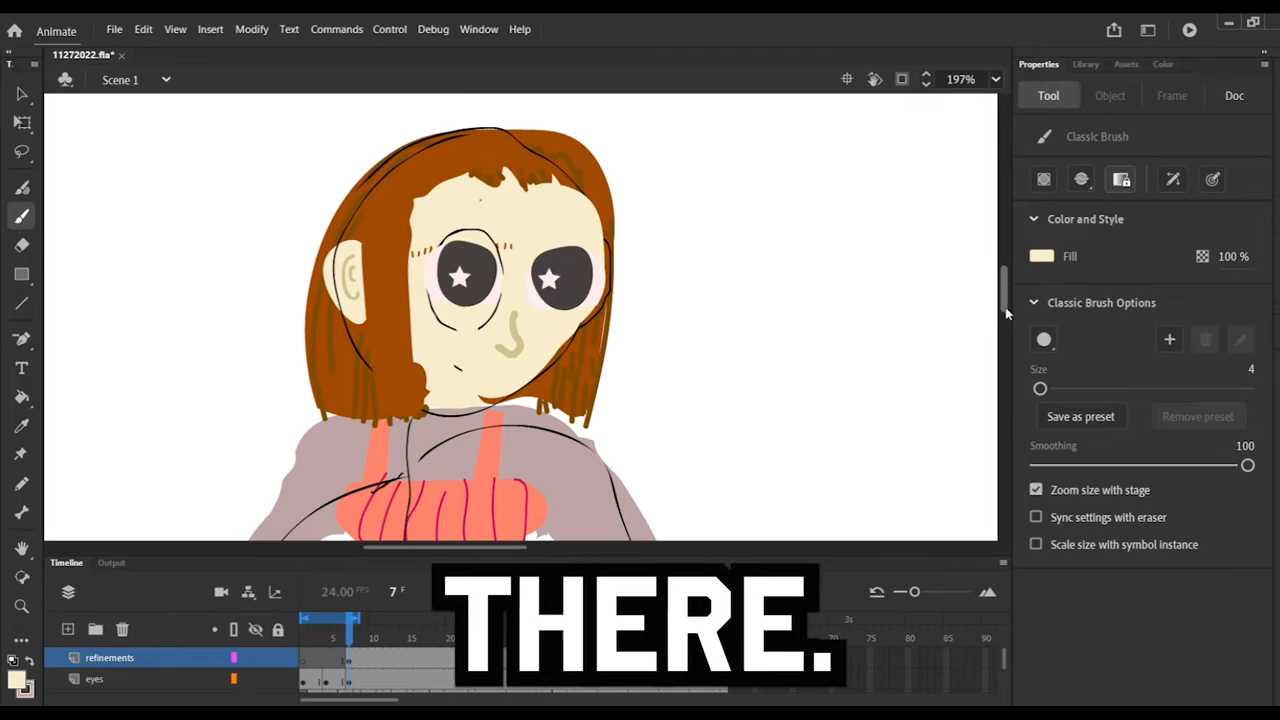 Animate File Edit View Insert Modify Text Commands Control Debug Window Help
11272022.fla* ×
T.
Scene 1
197%
Properties Library Assets Color
Tool Object Frame Doc
Classic Brush
Color and Style
Fill 100 %
Classic Brush Options
Size 4
Save as preset Remove preset
Smoothing 100
Zoom size with stage
Sync settings with eraser
Scale size with symbol instance
Timeline Output
24.00 FPS 7 F
3s
5 10 15 20 70 75 80 85 90
refinements
eyes
THERE.